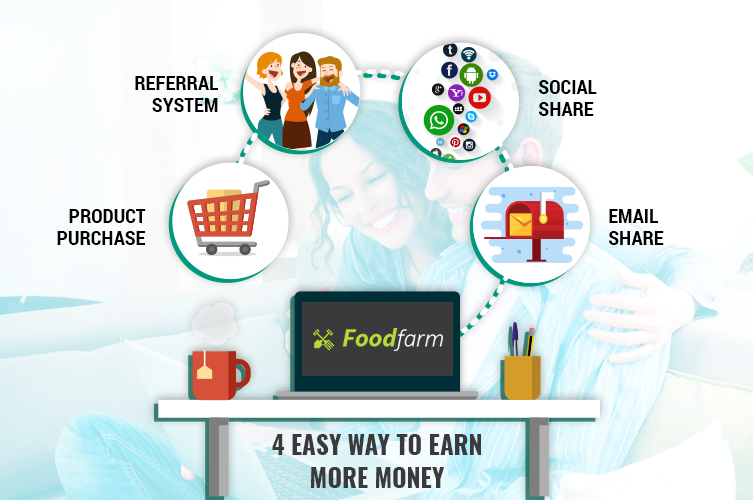 REFERRAL
SYSTEM
SOCIAL
SHARE
PRODUCT
PURCHASE
EMAIL
SHARE
Foodfarm
4 EASY WAY TO EARN
MORE MONEY